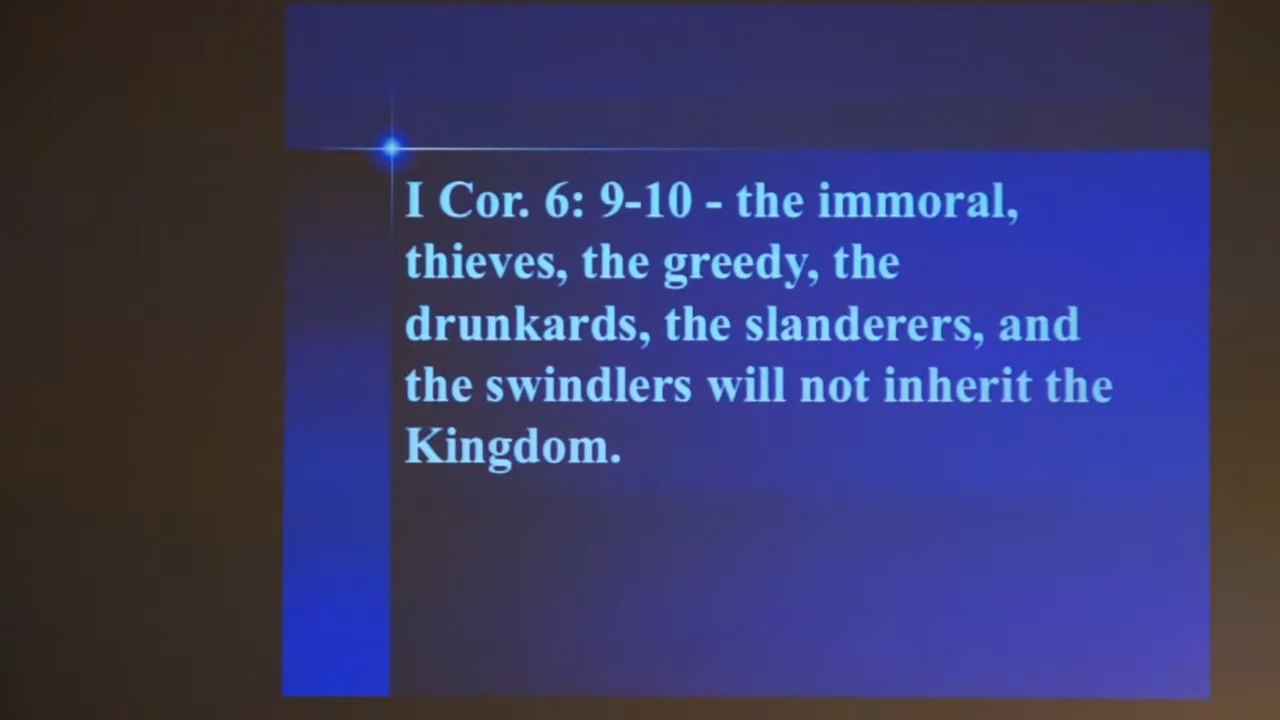 I Cor. 6: 9-10 - the immoral,
thieves, the greedy, the
drunkards, the slanderers, and
the swindlers will not inherit the
Kingdom.